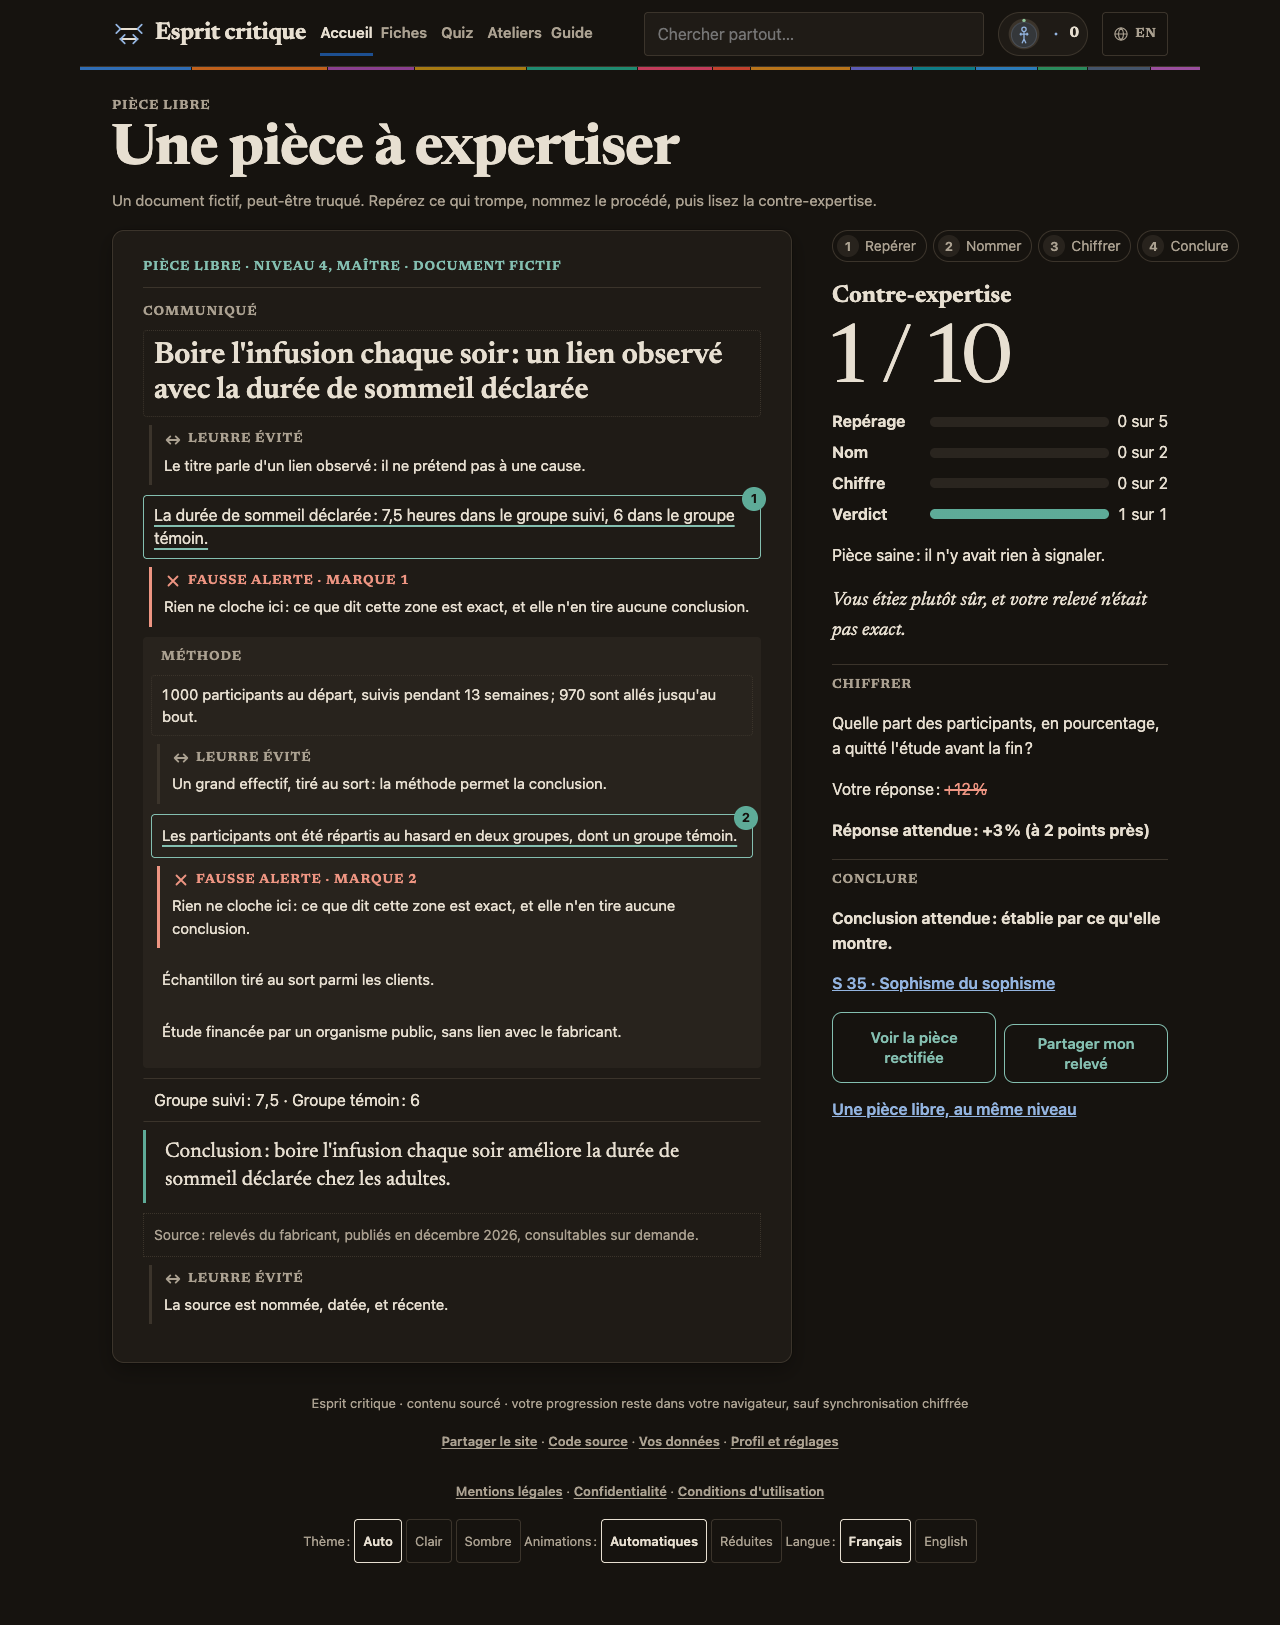 Esprit critique
Accueil Fiches Quiz Ateliers Guide
Chercher partout...
· 0
EN
PIÈCE LIBRE
Une pièce à expertiser
Un document fictif, peut-être truqué. Repérez ce qui trompe, nommez le procédé, puis lisez la contre-expertise.
PIÈCE LIBRE · NIVEAU 4, MAÎTRE · DOCUMENT FICTIF
COMMUNIQUÉ
Boire l'infusion chaque soir : un lien observé
avec la durée de sommeil déclarée
LEURRE ÉVITÉ
Le titre parle d'un lien observé : il ne prétend pas à une cause.
1
La durée de sommeil déclarée : 7,5 heures dans le groupe suivi, 6 dans le groupe
témoin.
FAUSSE ALERTE · MARQUE 1
Rien ne cloche ici : ce que dit cette zone est exact, et elle n'en tire aucune conclusion.
MÉTHODE
1 000 participants au départ, suivis pendant 13 semaines ; 970 sont allés jusqu'au
bout.
LEURRE ÉVITÉ
Un grand effectif, tiré au sort : la méthode permet la conclusion.
2
Les participants ont été répartis au hasard en deux groupes, dont un groupe témoin.
FAUSSE ALERTE · MARQUE 2
Rien ne cloche ici : ce que dit cette zone est exact, et elle n'en tire aucune
conclusion.
Échantillon tiré au sort parmi les clients.
Étude financée par un organisme public, sans lien avec le fabricant.
Groupe suivi : 7,5 · Groupe témoin : 6
Conclusion : boire l'infusion chaque soir améliore la durée de
sommeil déclarée chez les adultes.
Source : relevés du fabricant, publiés en décembre 2026, consultables sur demande.
LEURRE ÉVITÉ
La source est nommée, datée, et récente.
1 Repérer 2 Nommer 3 Chiffrer 4 Conclure
Contre-expertise
1 / 10
Repérage 0 sur 5
Nom 0 sur 2
Chiffre 0 sur 2
Verdict 1 sur 1
Pièce saine : il n'y avait rien à signaler.
Vous étiez plutôt sûr, et votre relevé n'était
pas exact.
CHIFFRER
Quelle part des participants, en pourcentage,
a quitté l'étude avant la fin ?
Votre réponse : +12 %
Réponse attendue : +3 % (à 2 points près)
CONCLURE
Conclusion attendue : établie par ce qu'elle
montre.
S 35 · Sophisme du sophisme
Voir la pièce
rectifiée
Partager mon
relevé
Une pièce libre, au même niveau
Esprit critique · contenu sourcé · votre progression reste dans votre navigateur, sauf synchronisation chiffrée
Partager le site · Code source · Vos données · Profil et réglages
Mentions légales · Confidentialité · Conditions d'utilisation
Thème : Auto Clair Sombre Animations : Automatiques Réduites Langue : Français English